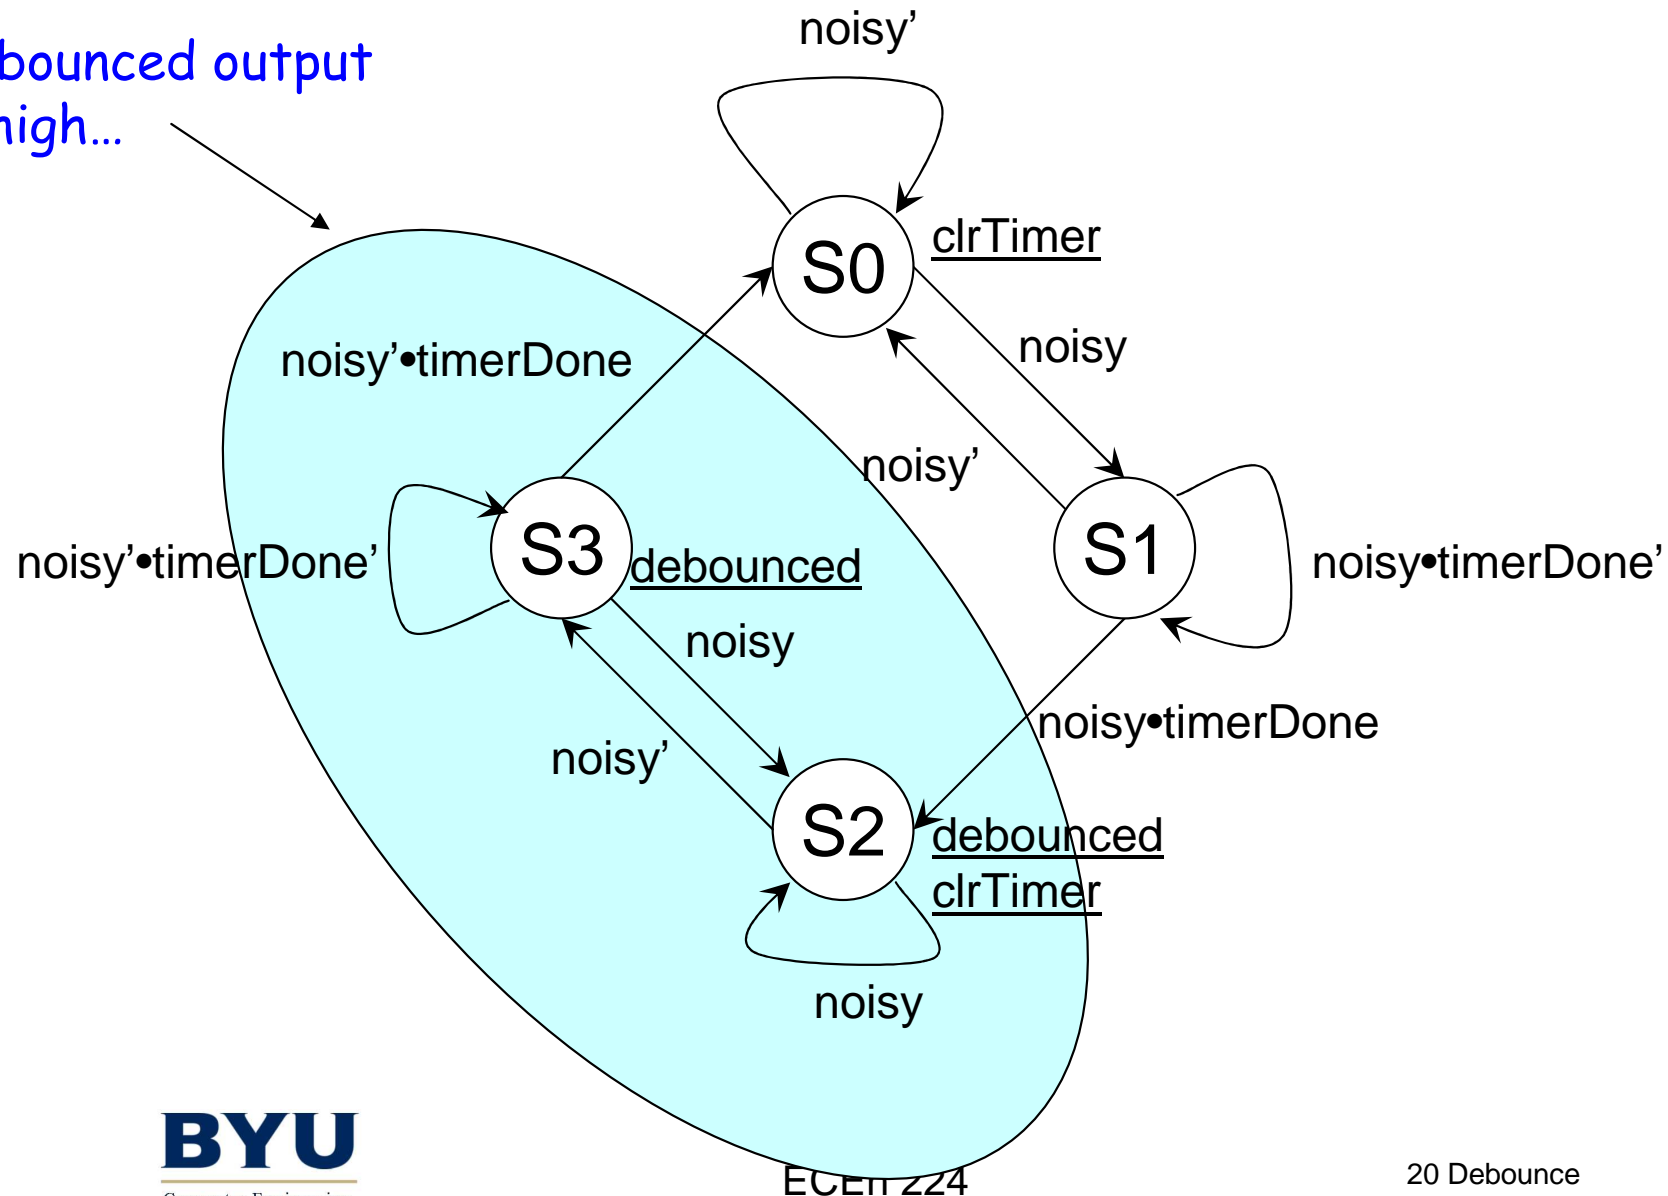 noisy’
bounced output
high...
clrTimer
S0
noisy’•timerDone
noisy
noisy’
S3
S1
noisy’•timerDone’
debounced
noisy•timerDone’
noisy
noisy•timerDone
noisy’
S2
debounced
clrTimer
noisy
BYU
ECEn 224
20 Debounce